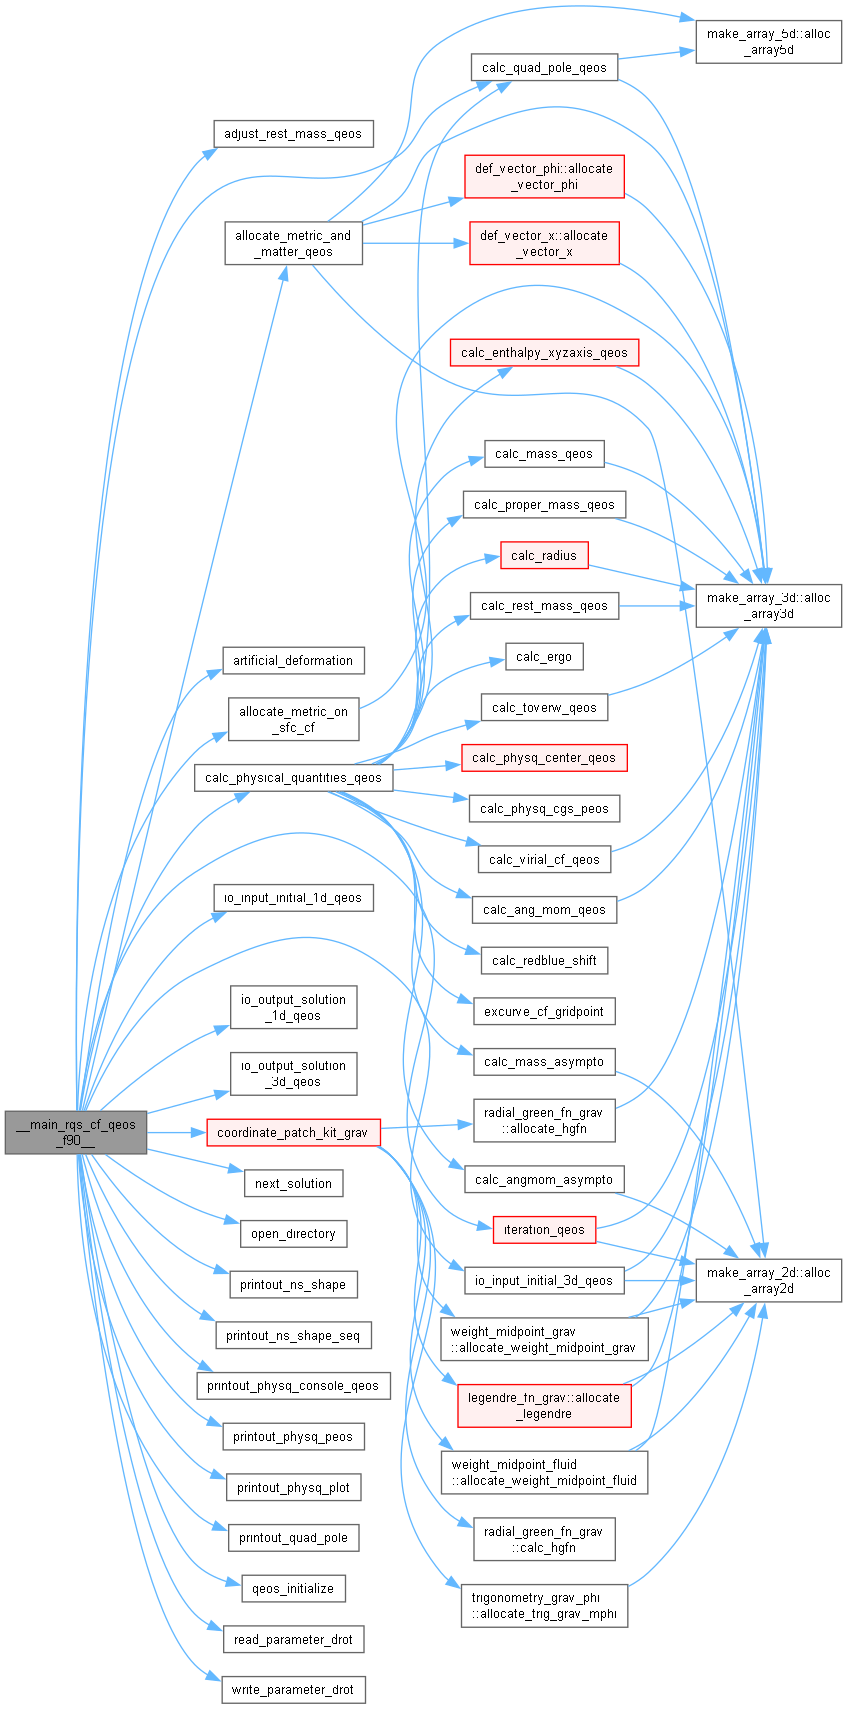 make_array_5d::alloc
_array5d
calc_quad_pole_qeos
adjust_rest_mass_qeos
def_vector_phi::allocate
_vector_phi
allocate_metric_and
_matter_qeos
def_vector_x::allocate
_vector_x
calc_enthalpy_xyzaxis_qeos
calc_mass_qeos
calc_proper_mass_qeos
calc_radius
make_array_3d::alloc
_array3d
calc_rest_mass_qeos
artificial_deformation
calc_ergo
allocate_metric_on
_sfc_cf
calc_toverw_qeos
calc_physq_center_qeos
calc_physical_quantities_qeos
calc_physq_cgs_peos
calc_virial_cf_qeos
io_input_initial_1d_qeos
calc_ang_mom_qeos
calc_redblue_shift
io_output_solution
_1d_qeos
excurve_cf_gridpoint
io_output_solution
_3d_qeos
calc_mass_asympto
__main_rqs_cf_qeos
_f90__
coordinate_patch_kit_grav
radial_green_fn_grav
::allocate_hgfn
next_solution
calc_angmom_asympto
open_directory
iteration_qeos
printout_ns_shape
io_input_initial_3d_qeos
make_array_2d::alloc
_array2d
printout_ns_shape_seq
weight_midpoint_grav
::allocate_weight_midpoint_grav
printout_physq_console_qeos
legendre_fn_grav::allocate
_legendre
printout_physq_peos
weight_midpoint_fluid
::allocate_weight_midpoint_fluid
printout_physq_plot
printout_quad_pole
radial_green_fn_grav
::calc_hgfn
qeos_initialize
trigonometry_grav_phi
::allocate_trig_grav_mphi
read_parameter_drot
write_parameter_drot